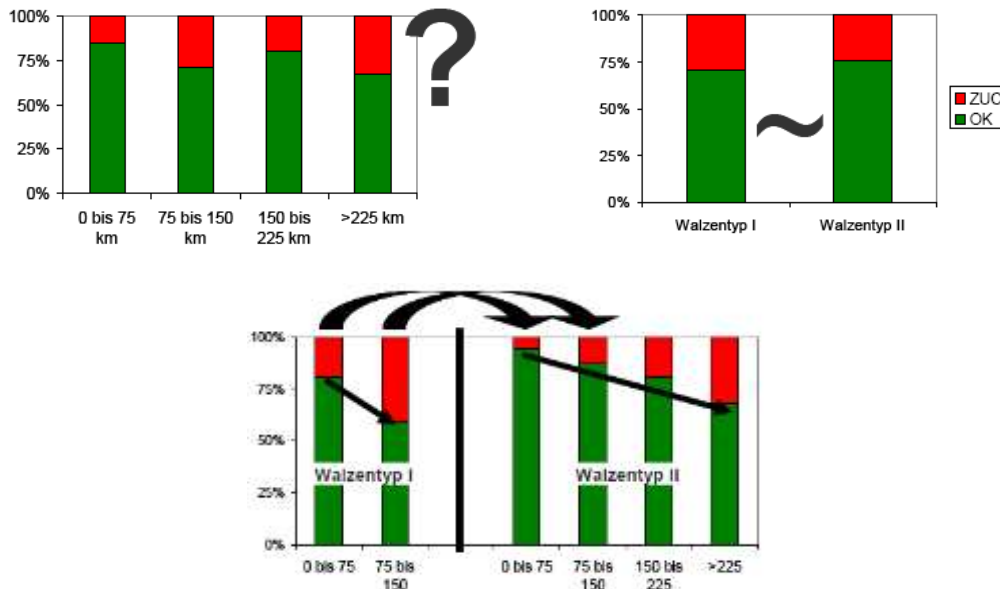 100%
75%
50%
25%
0%
0 bis 75
km
75 bis 150
km
150 bis
225 km
>225 km
?
100%
75%
50%
25%
0%
~
Walzentyp I
Walzentyp II
ZUO
OK
100%
75%
50%
25%
0%
Walzentyp I
Walzentyp II
0 bis 75
75 bis
150
0 bis 75
75 bis
150
150 bis
225
>225